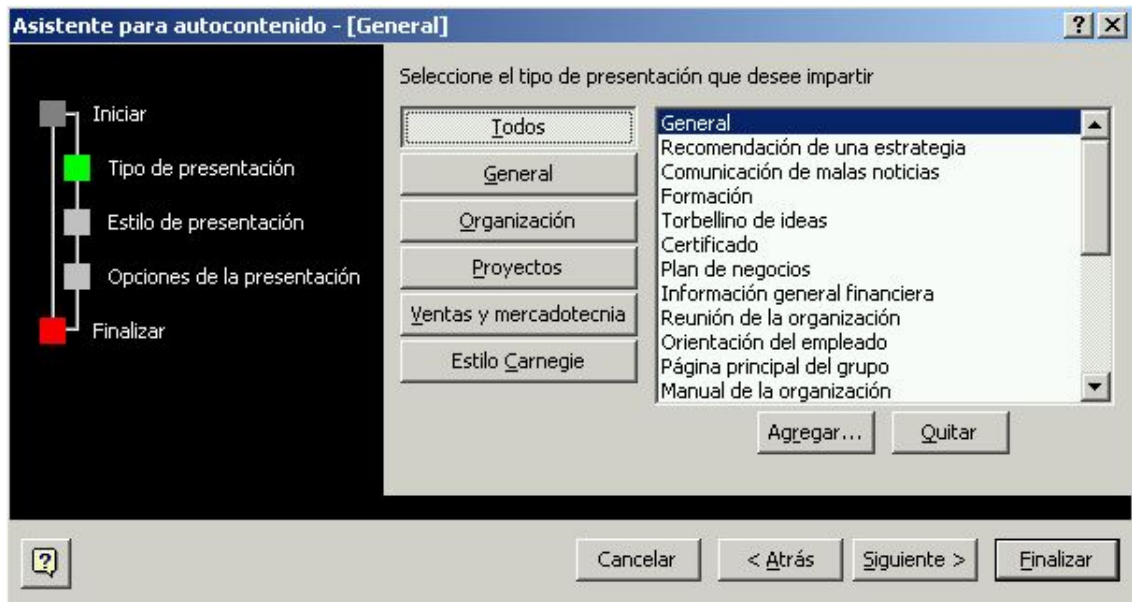 Asistente para autocontenido - [General]
Iniciar
Tipo de presentación
Estilo de presentación
Opciones de la presentación
Finalizar
Seleccione el tipo de presentación que desee impartir
Todos
General
Organización
Proyectos
Ventas y mercadotecnia
Estilo Carnegie
General
Recomendación de una estrategia
Comunicación de malas noticias
Formación
Torbellino de ideas
Certificado
Plan de negocios
Información general financiera
Reunión de la organización
Orientación del empleado
Página principal del grupo
Manual de la organización
Agregar...
Quitar
Cancelar
< Atrás
Siguiente >
Finalizar